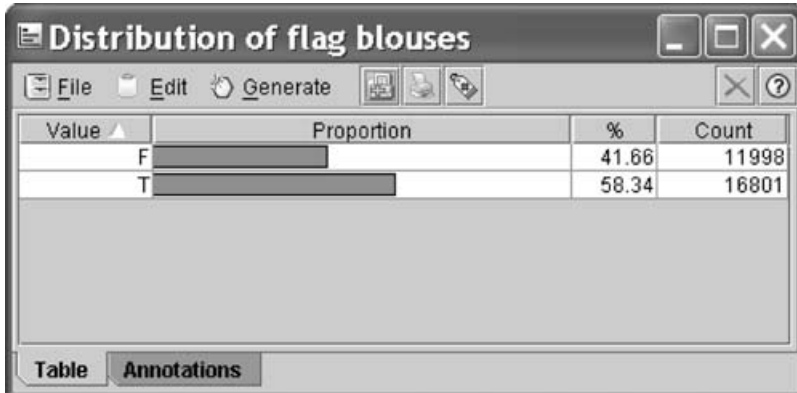 Distribution of flag blouses
File Edit Generate
Value Proportion % Count
F 41.66 11998
T 58.34 16801
Table Annotations